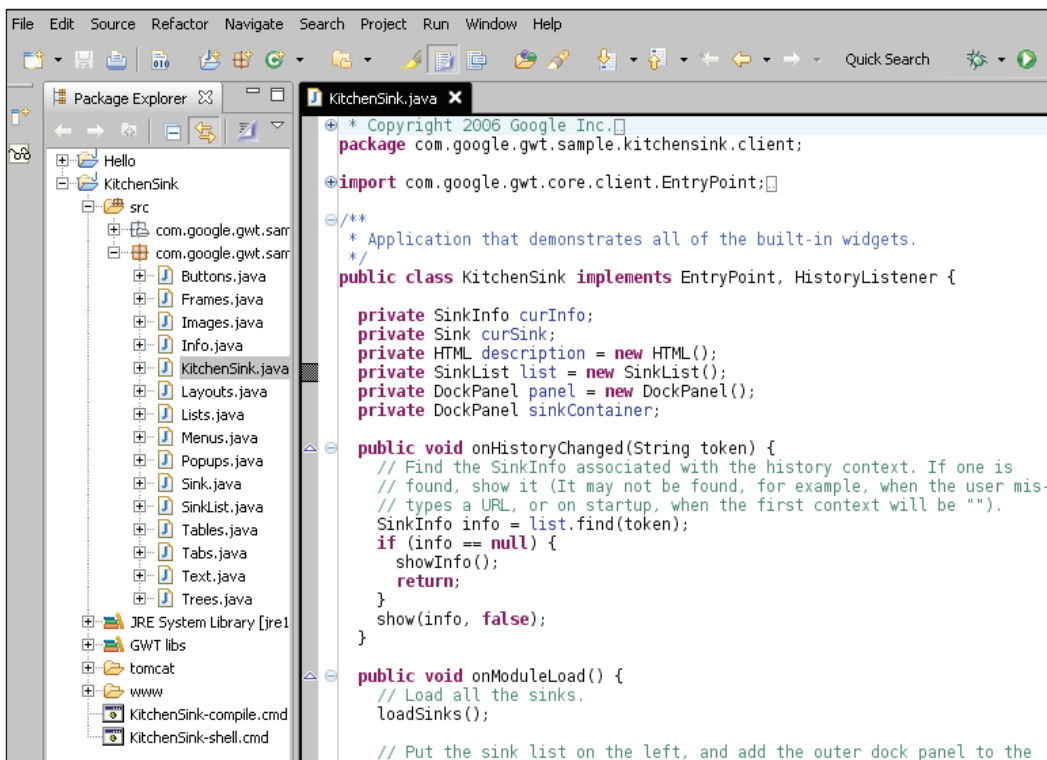 File Edit Source Refactor Navigate Search Project Run Window Help
010
Quick Search
Package Explorer
Hello
KitchenSink
src
com.google.gwt.sam
com.google.gwt.sam
Buttons.java
Frames.java
Images.java
Info.java
KitchenSink.java
Layouts.java
Lists.java
Menus.java
Popups.java
Sink.java
SinkList.java
Tables.java
Tabs.java
Text.java
Trees.java
JRE System Library [jre1
GWT libs
tomcat
www
KitchenSink-compile.cmd
KitchenSink-shell.cmd
KitchenSink.java
* Copyright 2006 Google Inc.
package com.google.gwt.sample.kitchensink.client;
import com.google.gwt.core.client.EntryPoint;
/**
* Application that demonstrates all of the built-in widgets.
*/
public class KitchenSink implements EntryPoint, HistoryListener {
private SinkInfo curInfo;
private Sink curSink;
private HTML description = new HTML();
private SinkList list = new SinkList();
private DockPanel panel = new DockPanel();
private DockPanel sinkContainer;
public void onHistoryChanged(String token) {
// Find the SinkInfo associated with the history context. If one is
// found, show it (It may not be found, for example, when the user mis-
// types a URL, or on startup, when the first context will be "").
SinkInfo info = list.find(token);
if (info == null) {
showInfo();
return;
}
show(info, false);
}
public void onModuleLoad() {
// Load all the sinks.
loadSinks();
// Put the sink list on the left, and add the outer dock panel to the